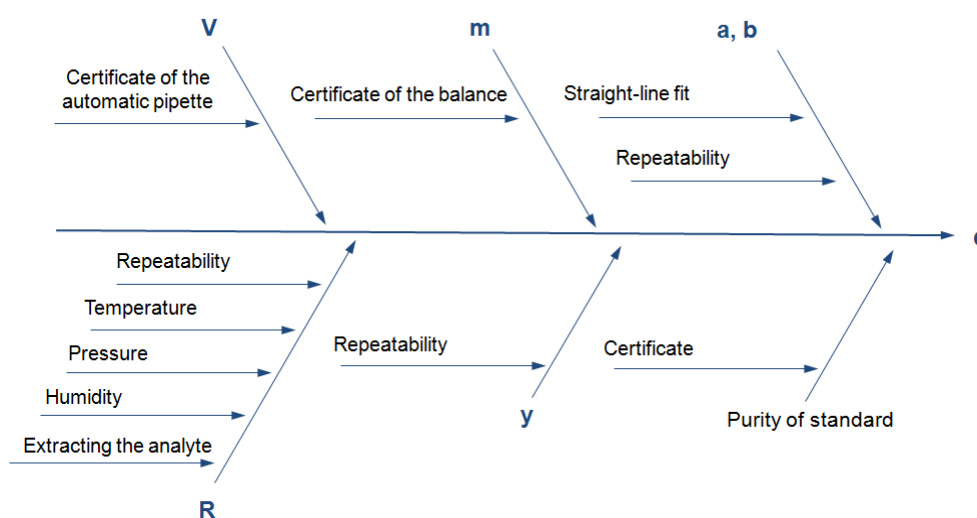 V
m
a, b
Certificate of the
automatic pipette
Certificate of the balance
Straight-line fit
Repeatability
Repeatability
Temperature
Pressure
Humidity
Extracting the analyte
R
Repeatability
y
Certificate
Purity of standard